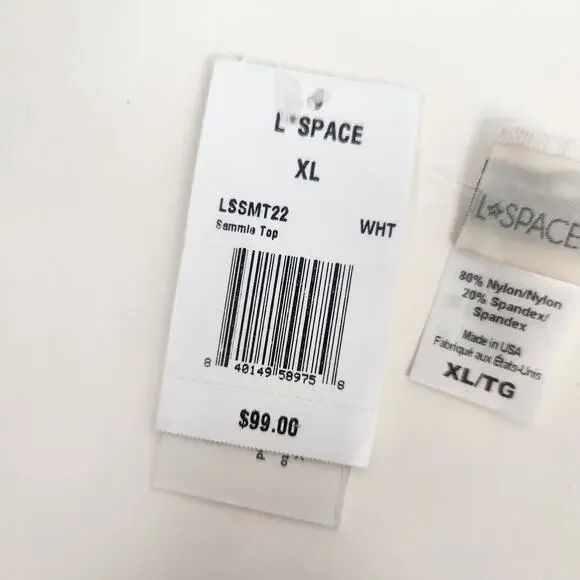 L*SPACE
XL
LSSMT22
Sammie Top
WHT
8 40149 58975 8
$99.00
L*SPACE
80% Nylon/Nylon
20% Spandex/
Spandex
Made in USA
Fabriqué aux États-Unis
XL/TG